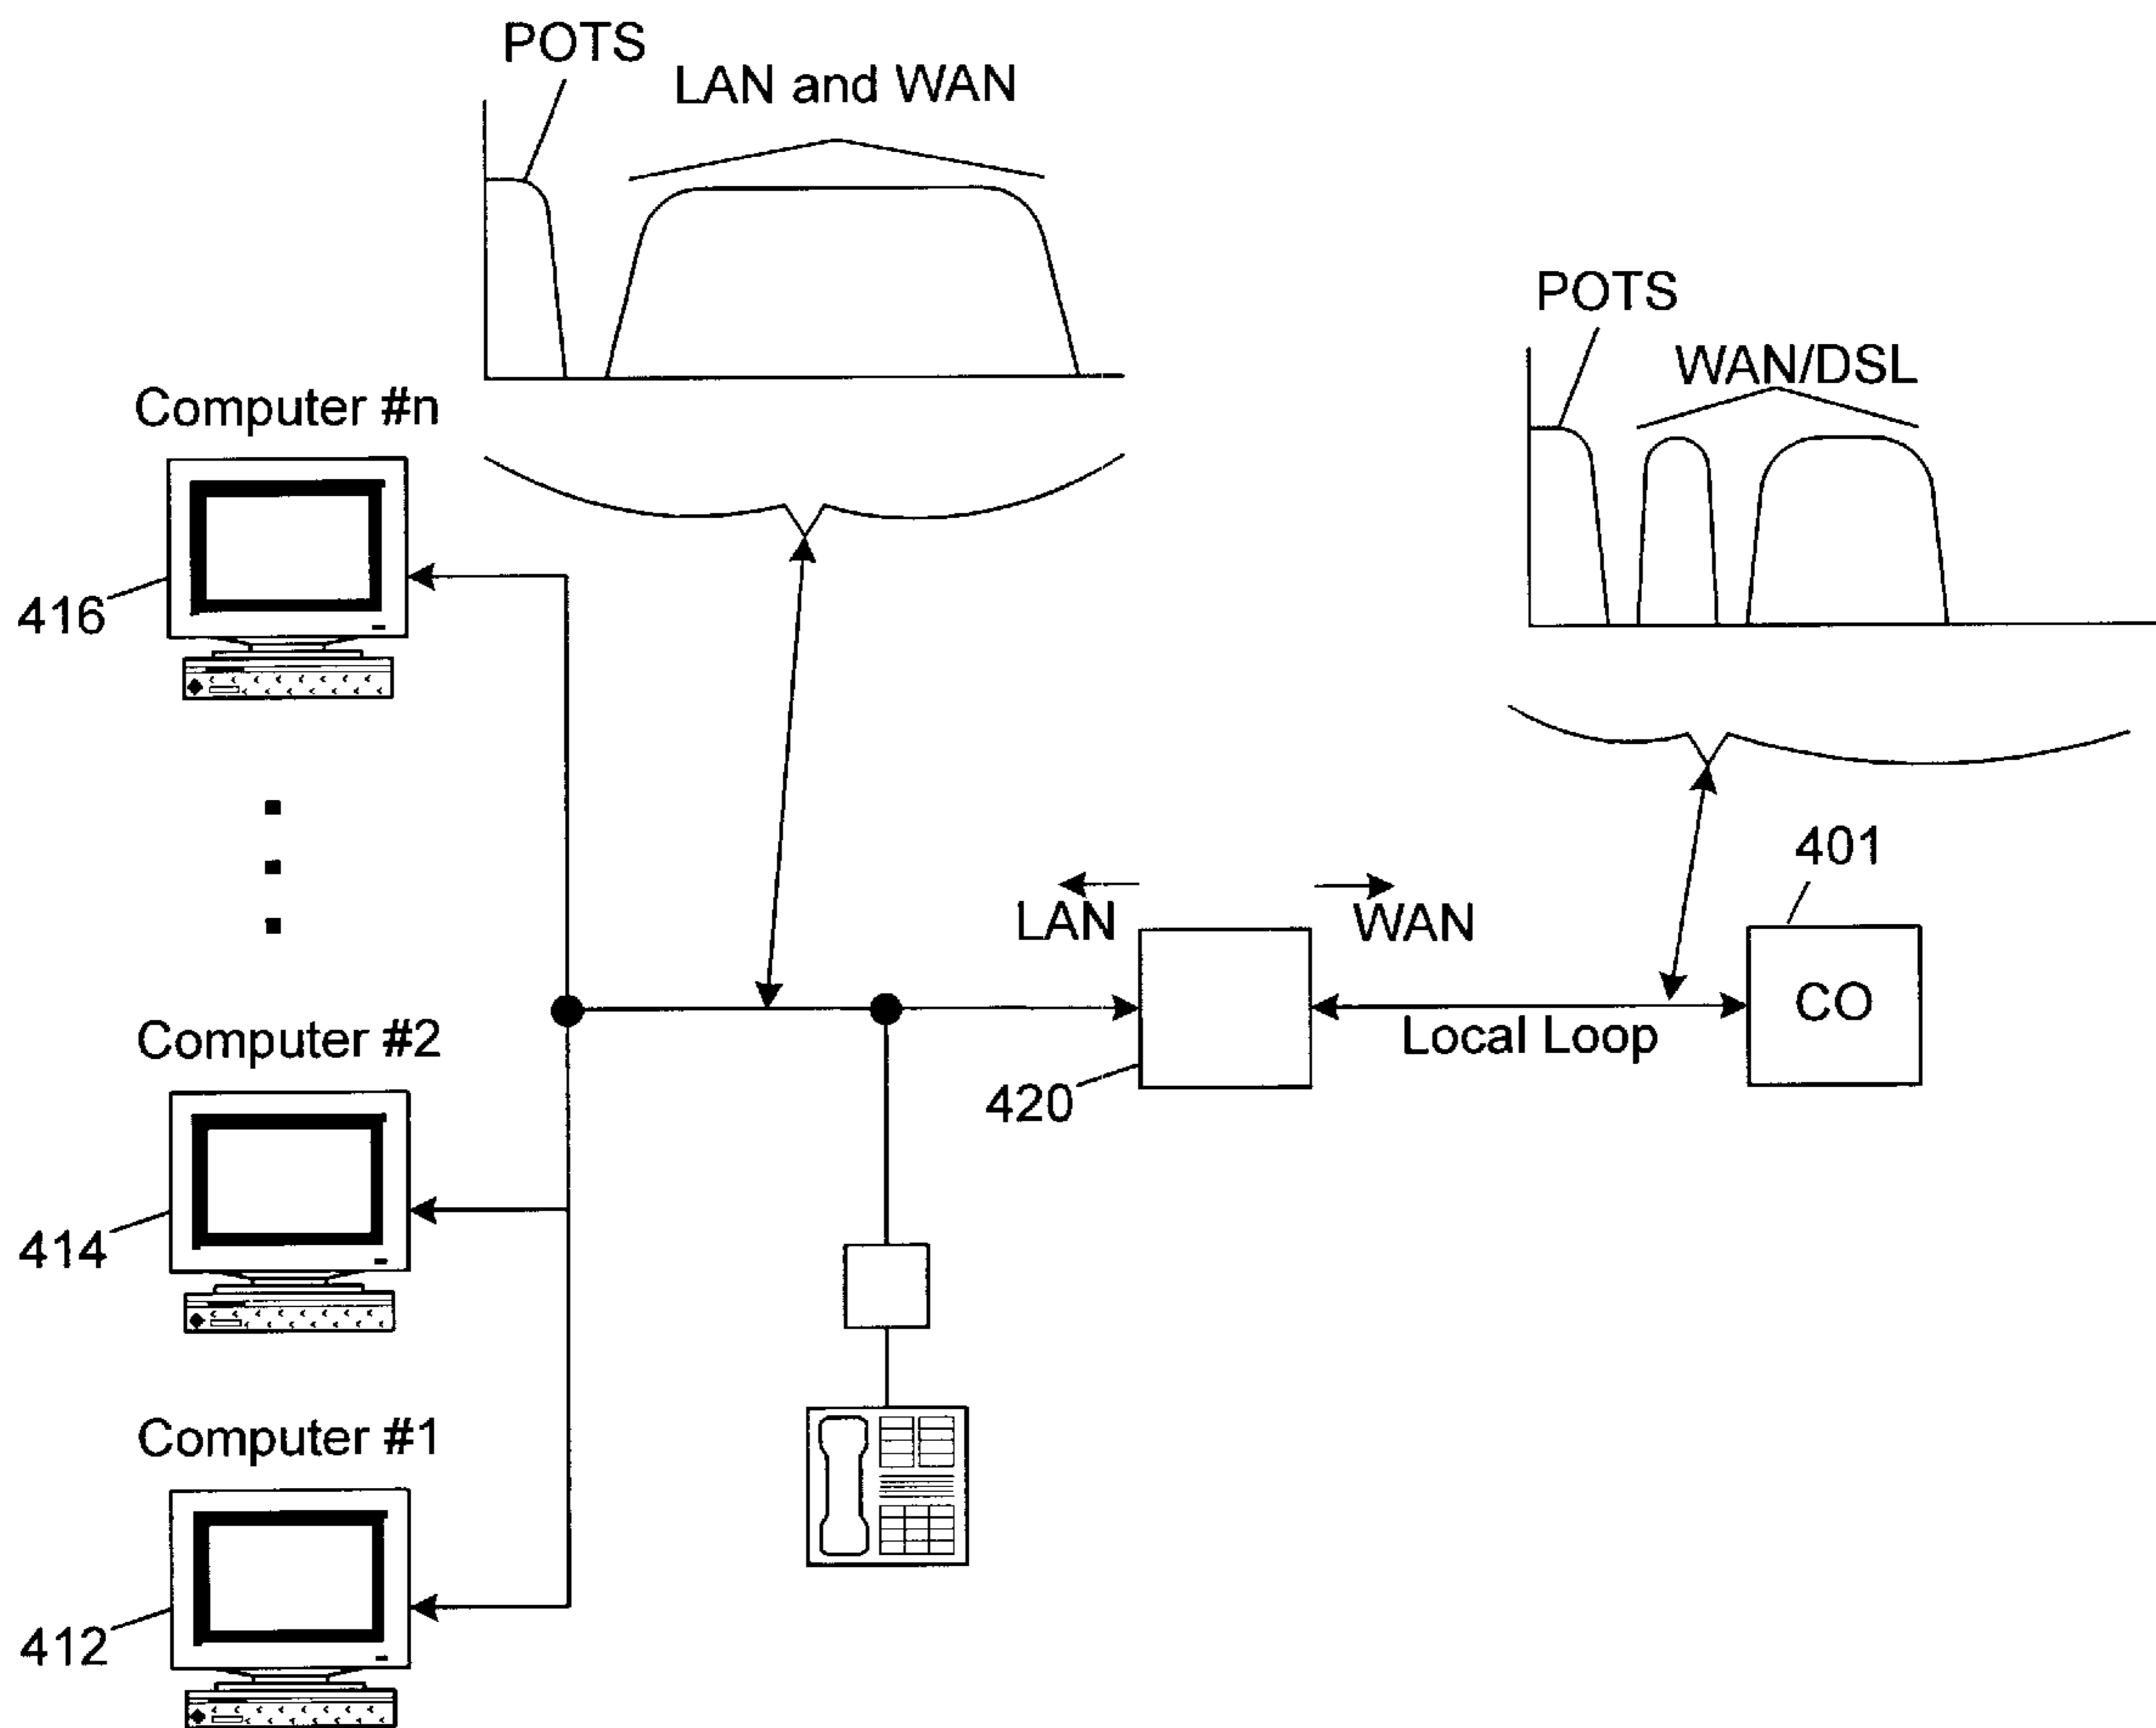 POTS
LAN and WAN
POTS
WAN/DSL
Computer #n
416
401
LAN
WAN
CO
Local Loop
420
Computer #2
414
Computer #1
412